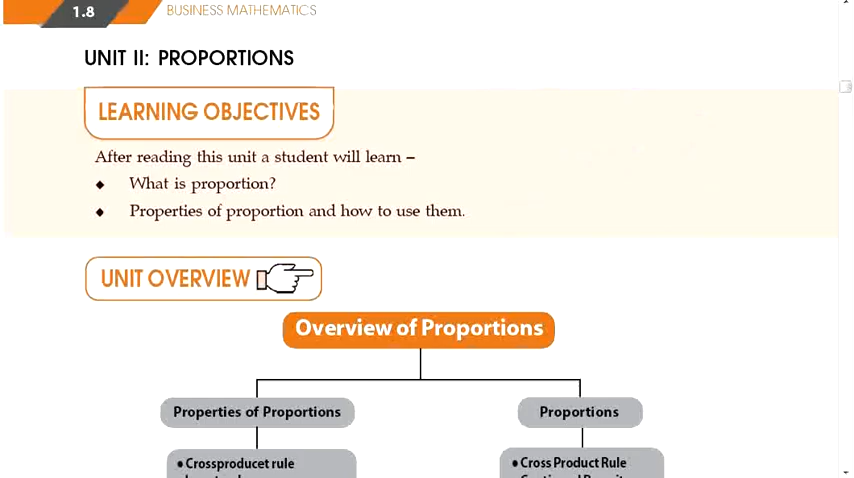 1.8
BUSINESS MATHEMATICS
UNIT II: PROPORTIONS
LEARNING OBJECTIVES
After reading this unit a student will learn –
◆ What is proportion?
◆ Properties of proportion and how to use them.
UNIT OVERVIEW
Overview of Proportions
Properties of Proportions
Proportions
• Crossproducet rule
• Cross Product Rule